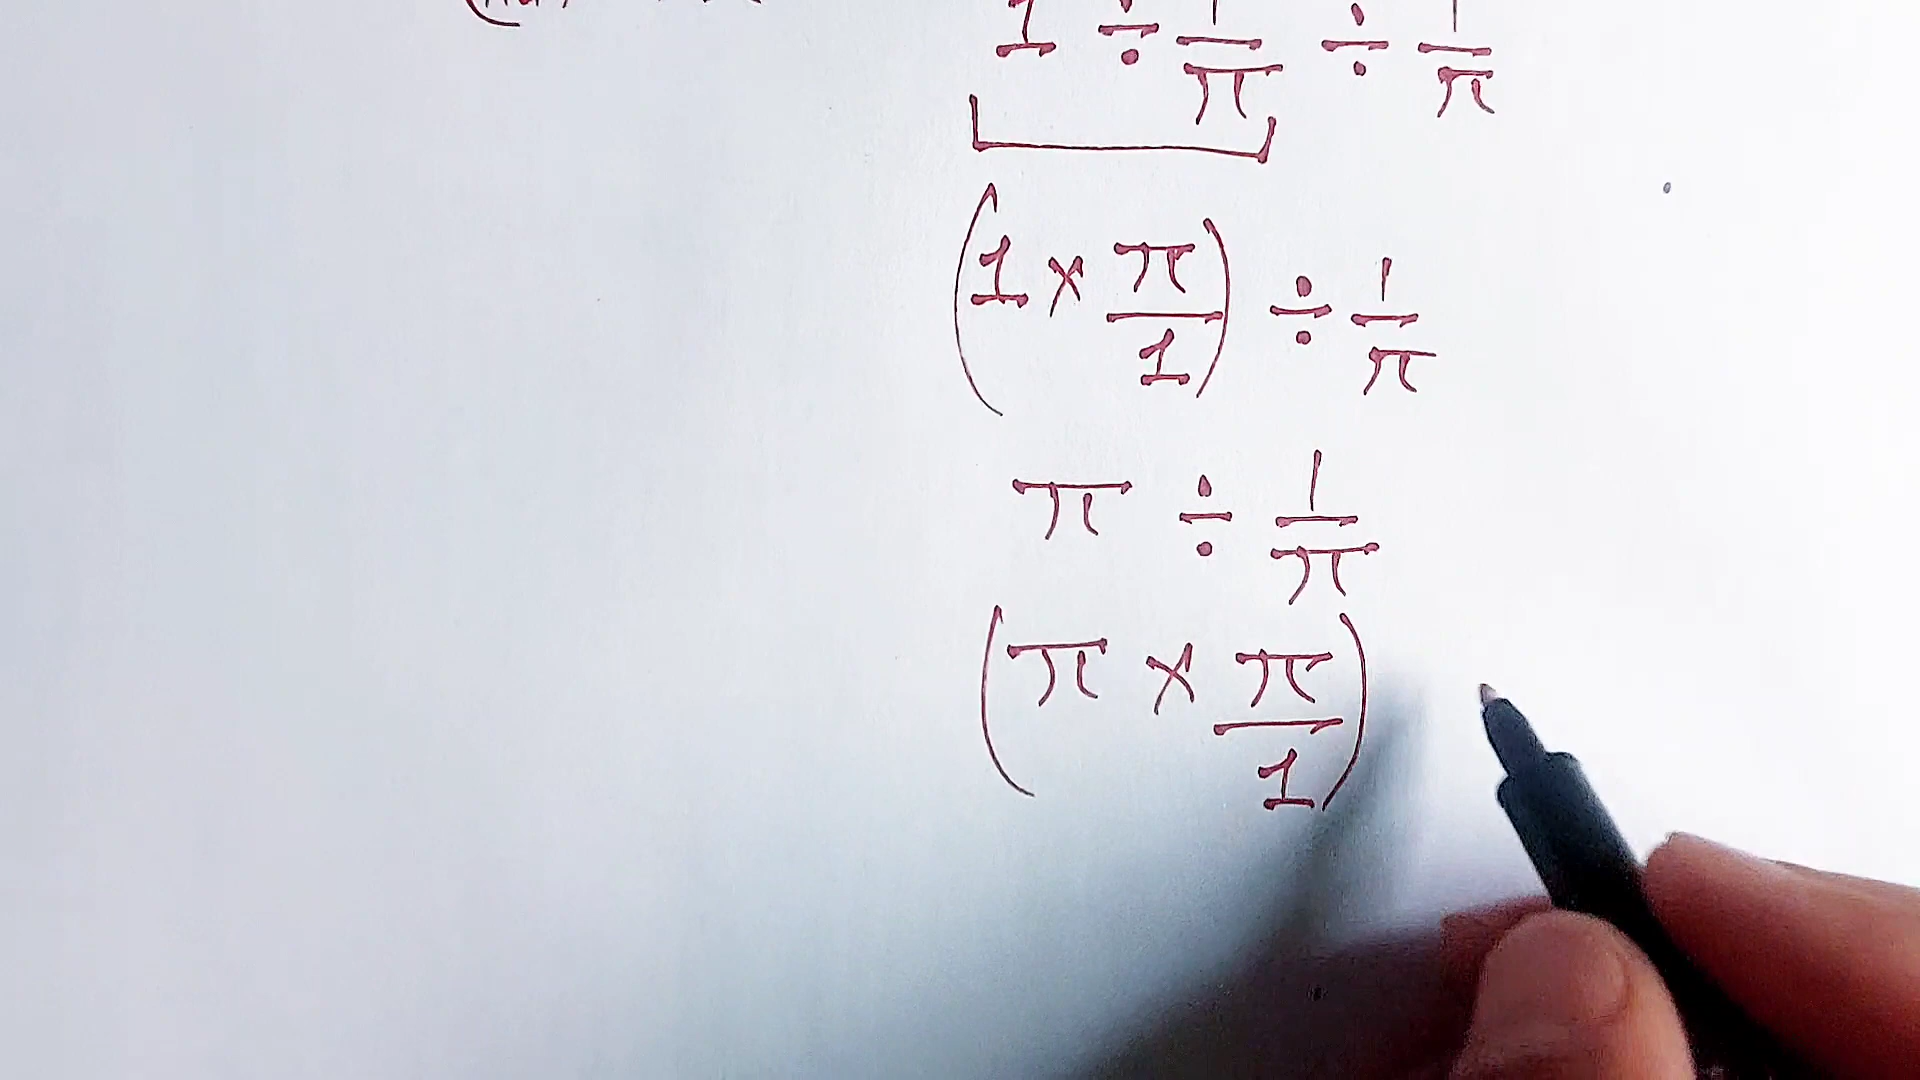 1 ÷ 1/π ÷ 1/π
(1 × π/1) ÷ 1/π
π ÷ 1/π
(π × π/1)